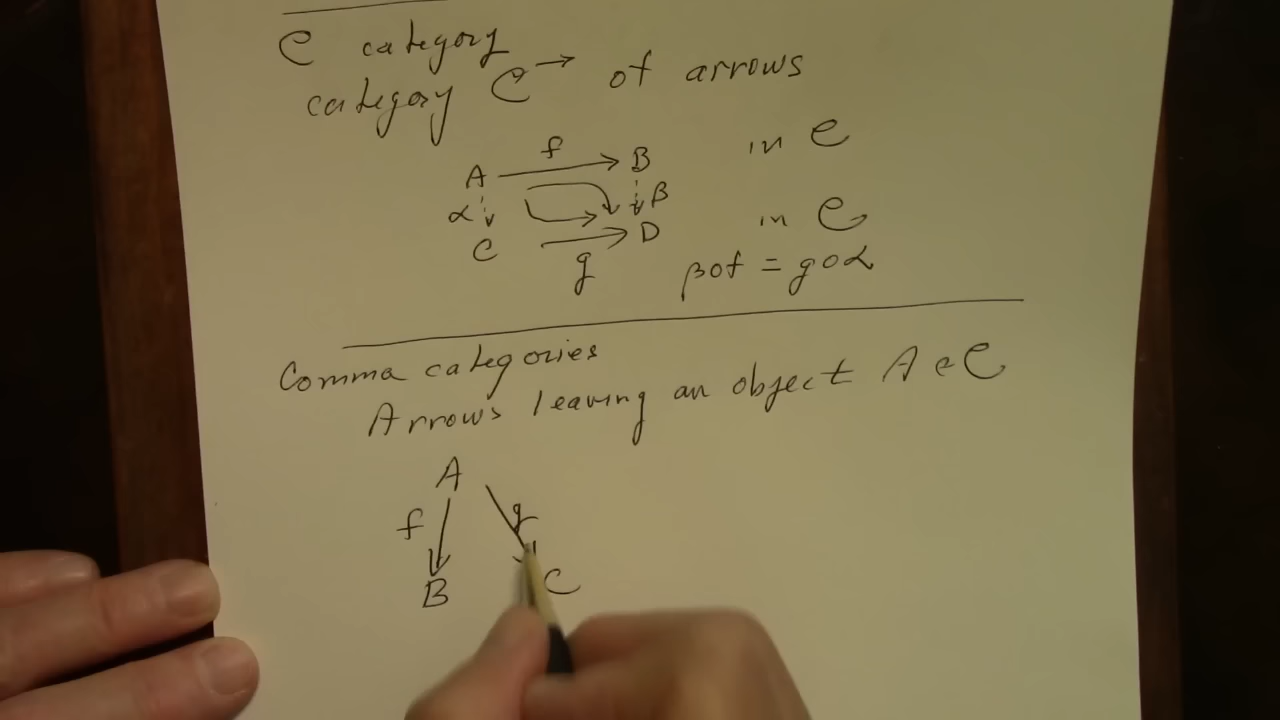 C category
category C→ of arrows
A f B in C
α β
C g D in C
β∘f = g∘α
Comma categories
Arrows leaving an object A ∈ C
A
f g
B C